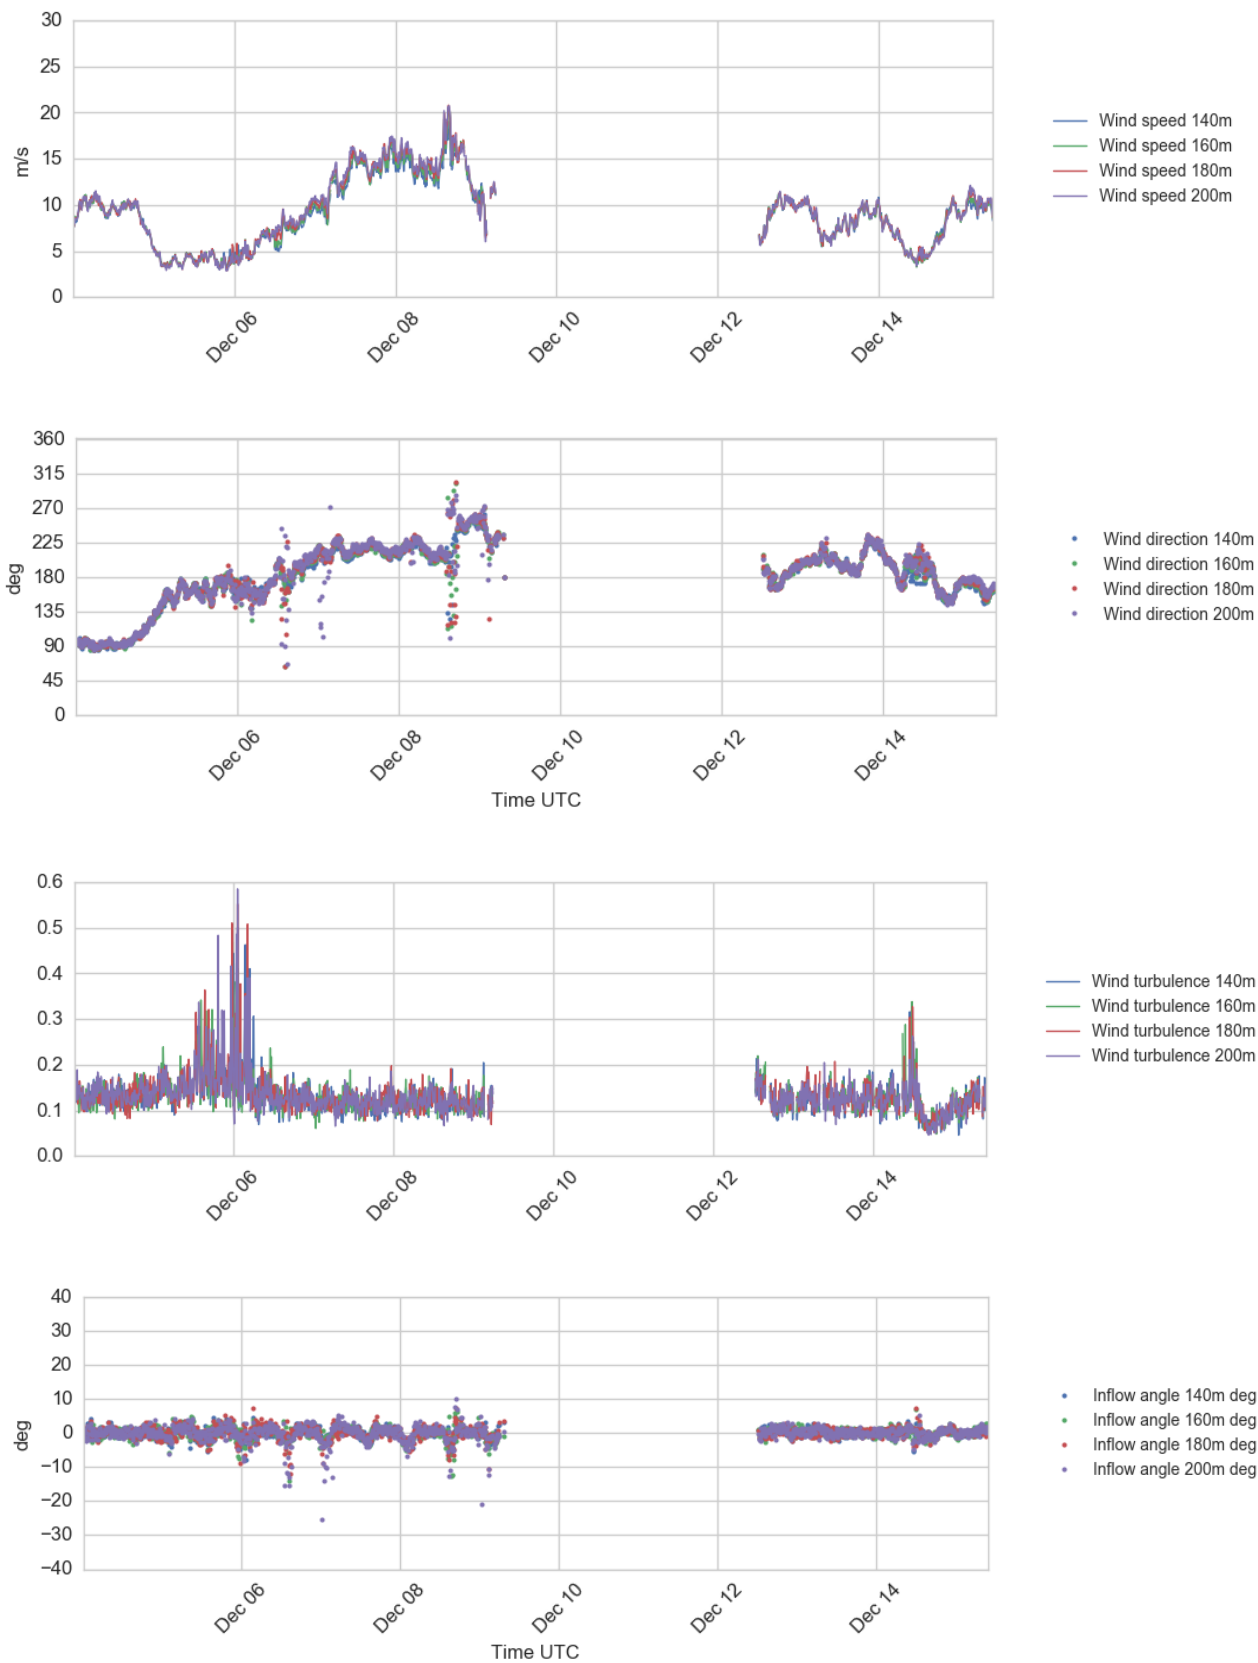 30
25
20
15
10
5
0
m/s
Dec 06
Dec 08
Dec 10
Dec 12
Dec 14
Wind speed 140m
Wind speed 160m
Wind speed 180m
Wind speed 200m
360
315
270
225
180
135
90
45
0
deg
Dec 06
Dec 08
Dec 10
Dec 12
Dec 14
Time UTC
Wind direction 140m
Wind direction 160m
Wind direction 180m
Wind direction 200m
0.6
0.5
0.4
0.3
0.2
0.1
0.0
Dec 06
Dec 08
Dec 10
Dec 12
Dec 14
Wind turbulence 140m
Wind turbulence 160m
Wind turbulence 180m
Wind turbulence 200m
40
30
20
10
0
−10
−20
−30
−40
deg
Dec 06
Dec 08
Dec 10
Dec 12
Dec 14
Time UTC
Inflow angle 140m deg
Inflow angle 160m deg
Inflow angle 180m deg
Inflow angle 200m deg